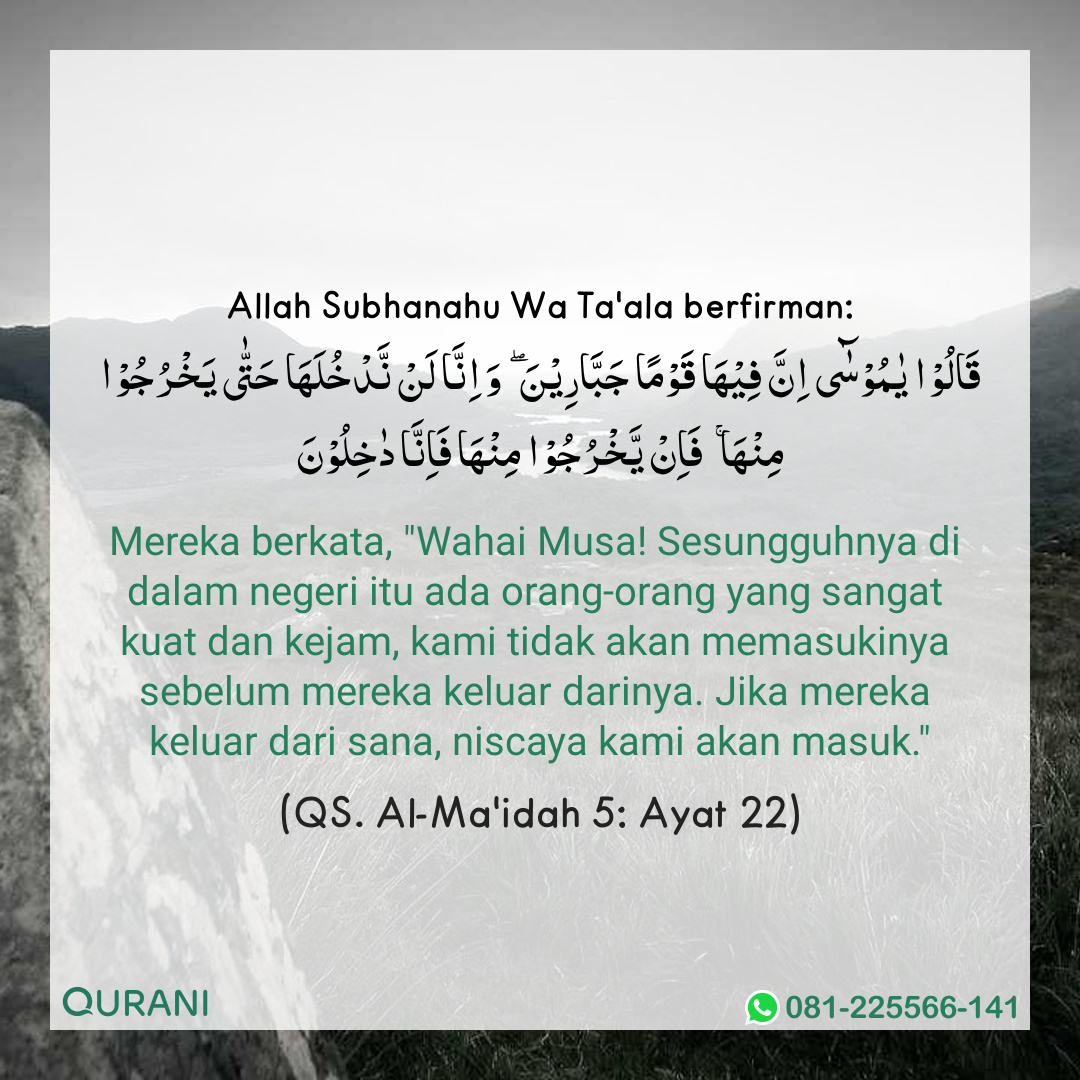 Allah Subhanahu Wa Ta'ala berfirman:
قَالُوْا يٰمُوْسٰٓى اِنَّ فِيْهَا قَوْمًا جَبَّارِيْنَ ۖ وَاِنَّا لَنْ نَّدْخُلَهَا حَتّٰى يَخْرُجُوْا
مِنْهَا ۚ فَاِنْ يَّخْرُجُوْا مِنْهَا فَاِنَّا دٰخِلُوْنَ
Mereka berkata, "Wahai Musa! Sesungguhnya di
dalam negeri itu ada orang-orang yang sangat
kuat dan kejam, kami tidak akan memasukinya
sebelum mereka keluar darinya. Jika mereka
keluar dari sana, niscaya kami akan masuk."
(QS. Al-Ma'idah 5: Ayat 22)
QURANI
081-225566-141